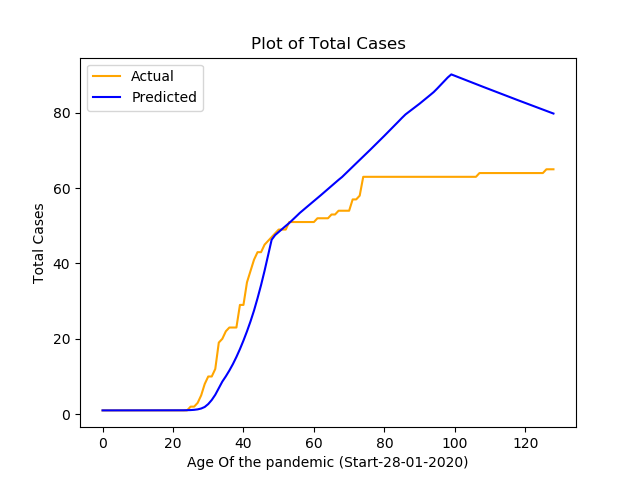 Plot of Total Cases
Actual
Predicted
80
60
40
20
0
Total Cases
0 20 40 60 80 100 120
Age Of the pandemic (Start-28-01-2020)